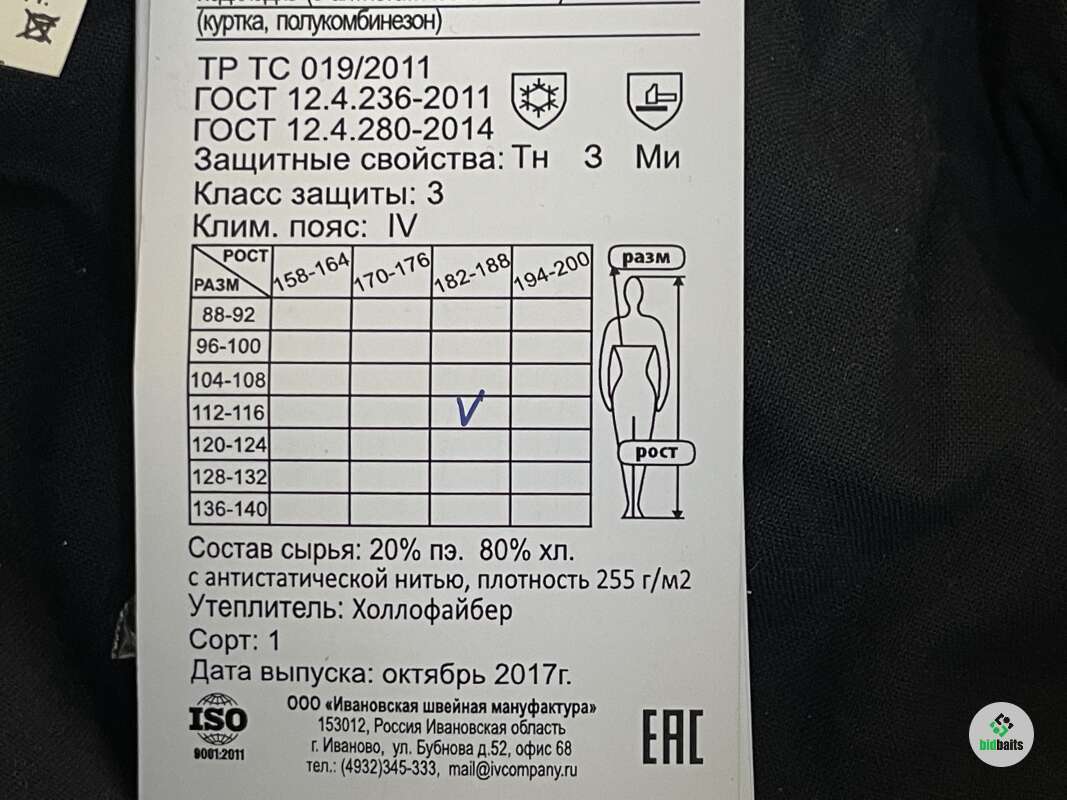 (куртка, полукомбинезон)
ТР ТС 019/2011
ГОСТ 12.4.236-2011
ГОСТ 12.4.280-2014
Защитные свойства: Тн З Ми
Класс защиты: 3
Клим. пояс: IV
РОСТ 158-164 170-176 182-188 194-200
РАЗМ
88-92
96-100
104-108
112-116
120-124
128-132
136-140
разм
рост
Состав сырья: 20% пэ. 80% хл.
с антистатической нитью, плотность 255 г/м2
Утеплитель: Холлофайбер
Сорт: 1
Дата выпуска: октябрь 2017г.
ISO
9001:2011
ООО «Ивановская швейная мануфактура»
153012, Россия Ивановская область
г. Иваново, ул. Бубнова д.52, офис 68
тел.: (4932)345-333, mail@ivcompany.ru
EAC
bidbaits